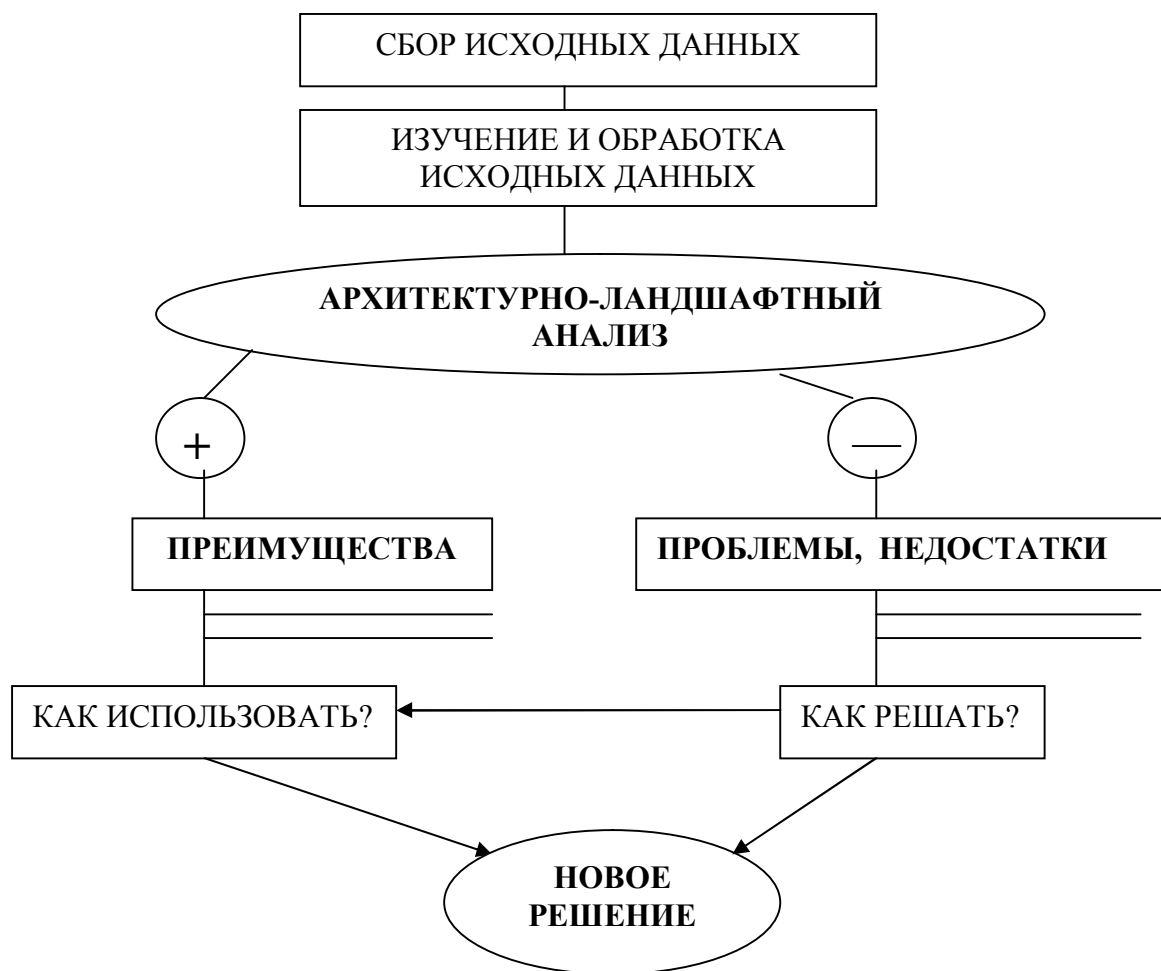 СБОР ИСХОДНЫХ ДАННЫХ
ИЗУЧЕНИЕ И ОБРАБОТКА
ИСХОДНЫХ ДАННЫХ
АРХИТЕКТУРНО-ЛАНДШАФТНЫЙ
АНАЛИЗ
+
—
ПРЕИМУЩЕСТВА
ПРОБЛЕМЫ, НЕДОСТАТКИ
КАК ИСПОЛЬЗОВАТЬ?
КАК РЕШАТЬ?
НОВОЕ
РЕШЕНИЕ